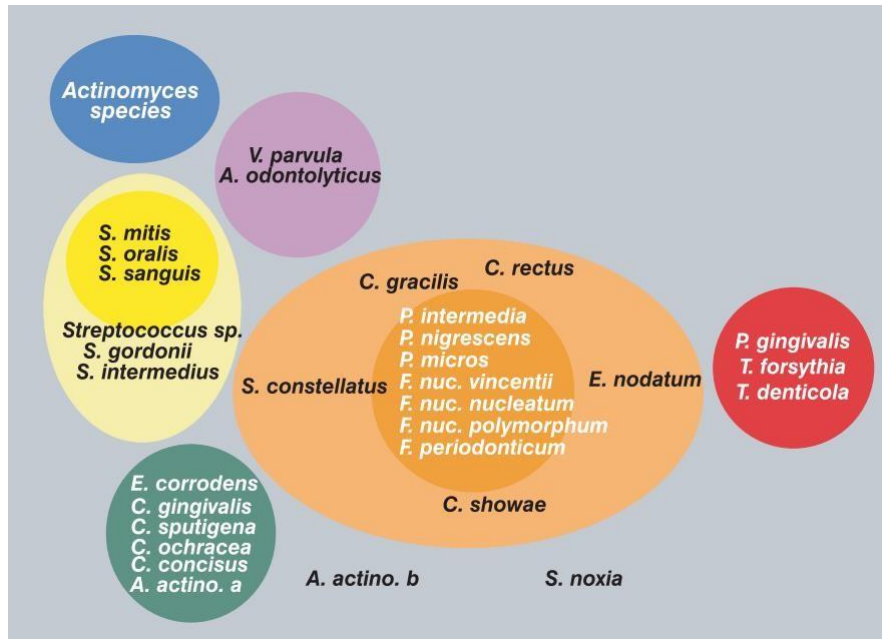 Actinomyces
species
V. parvula
A. odontolyticus
S. mitis
S. oralis
S. sanguis
Streptococcus sp.
S. gordonii
S. intermedius
C. gracilis
C. rectus
P. intermedia
P. nigrescens
P. micros
F. nuc. vincentii
F. nuc. nucleatum
F. nuc. polymorphum
F. periodonticum
S. constellatus
E. nodatum
C. showae
P. gingivalis
T. forsythia
T. denticola
E. corrodens
C. gingivalis
C. sputigena
C. ochracea
C. concisus
A. actino. a
A. actino. b
S. noxia